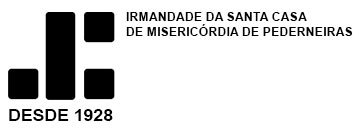 IRMANDADE DA SANTA CASA
DE MISERICÓRDIA DE PEDERNEIRAS
DESDE 1928